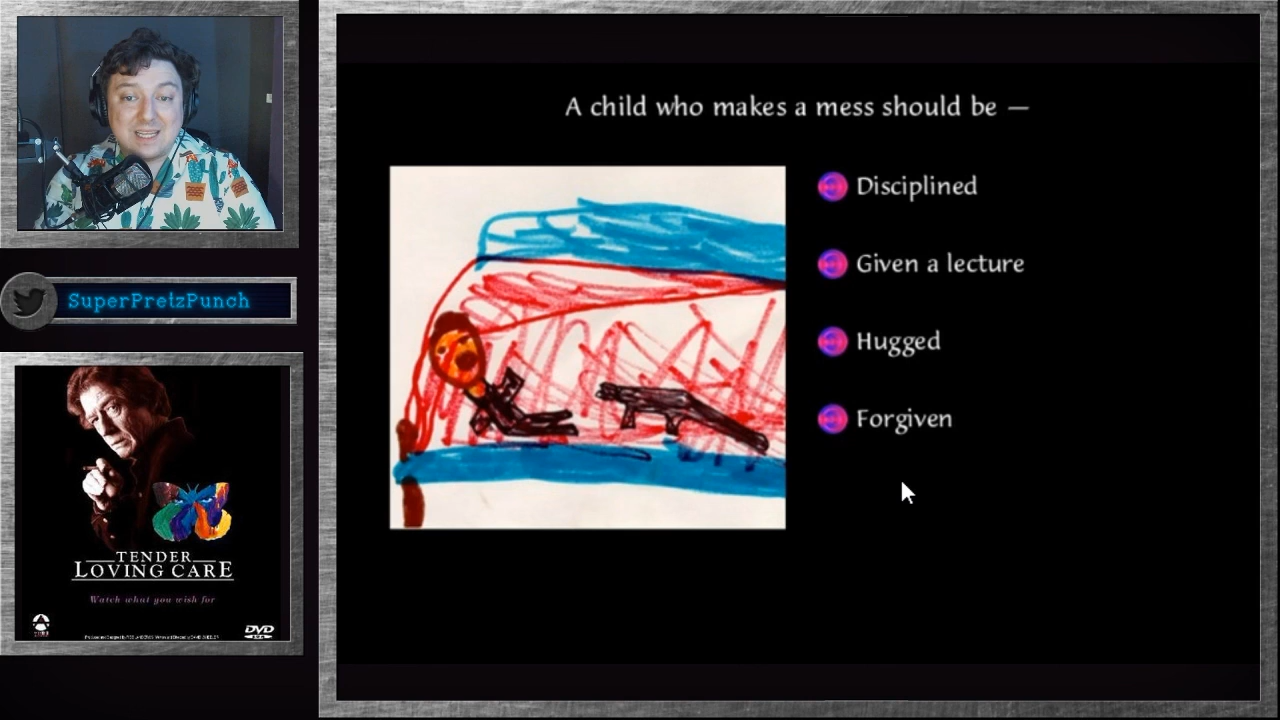 A child who makes a mess should be —
Disciplined
Given a lecture
Hugged
Forgiven
SuperPretzPunch
TENDER
LOVING CARE
Watch what you wish for
DVD